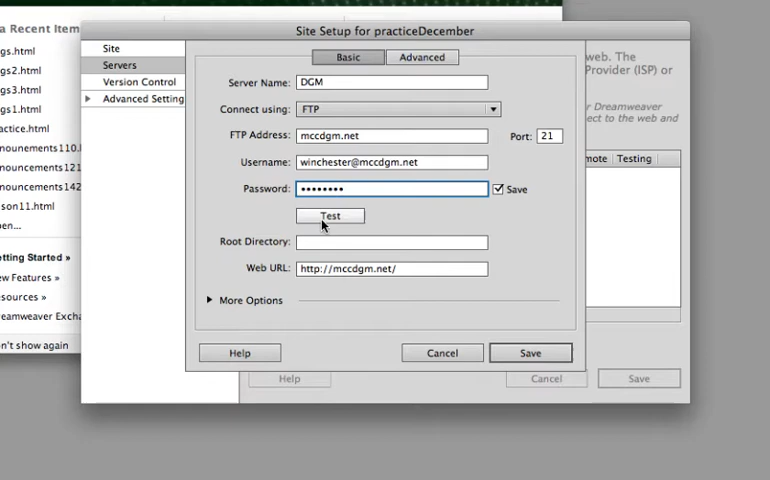 a Recent Item
Site Setup for practiceDecember
gs.html
gs2.html
gs3.html
gs1.html
actice.html
nouncements110.
nouncements121
nouncements142
son11.html
pen...
etting Started »
ew Features »
esources »
reamweaver Excha
n't show again
Site
Servers
Version Control
Advanced Setting
Basic
Advanced
Server Name: DGM
Connect using: FTP
FTP Address: mccdgm.net
Port: 21
Username: winchester@mccdgm.net
Password: ••••••••
Save
Test
Root Directory:
Web URL: http://mccdgm.net/
More Options
Help
Cancel
Save
web. The
Provider (ISP) or
r Dreamweaver
ect to the web and
mote
Testing
Help
Cancel
Save